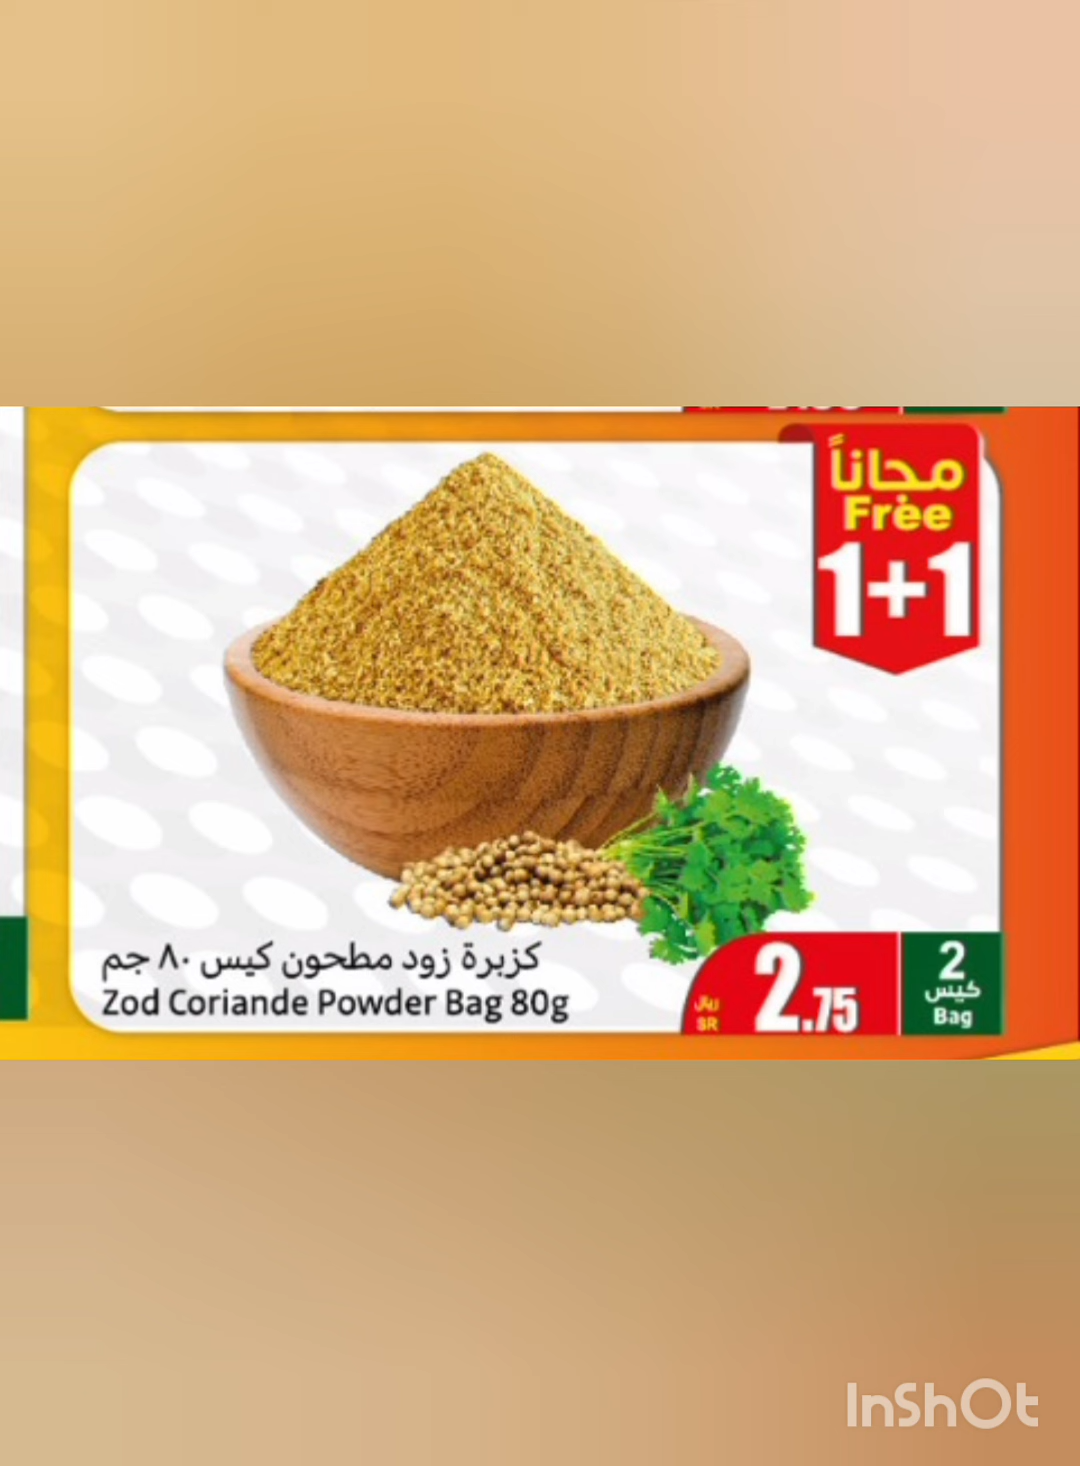 مجاناً
Free
1+1
كزبرة زود مطحون كيس ٨٠ جم
Zod Coriande Powder Bag 80g
ريال
SR
2.75
2
كيس
Bag
InShOt